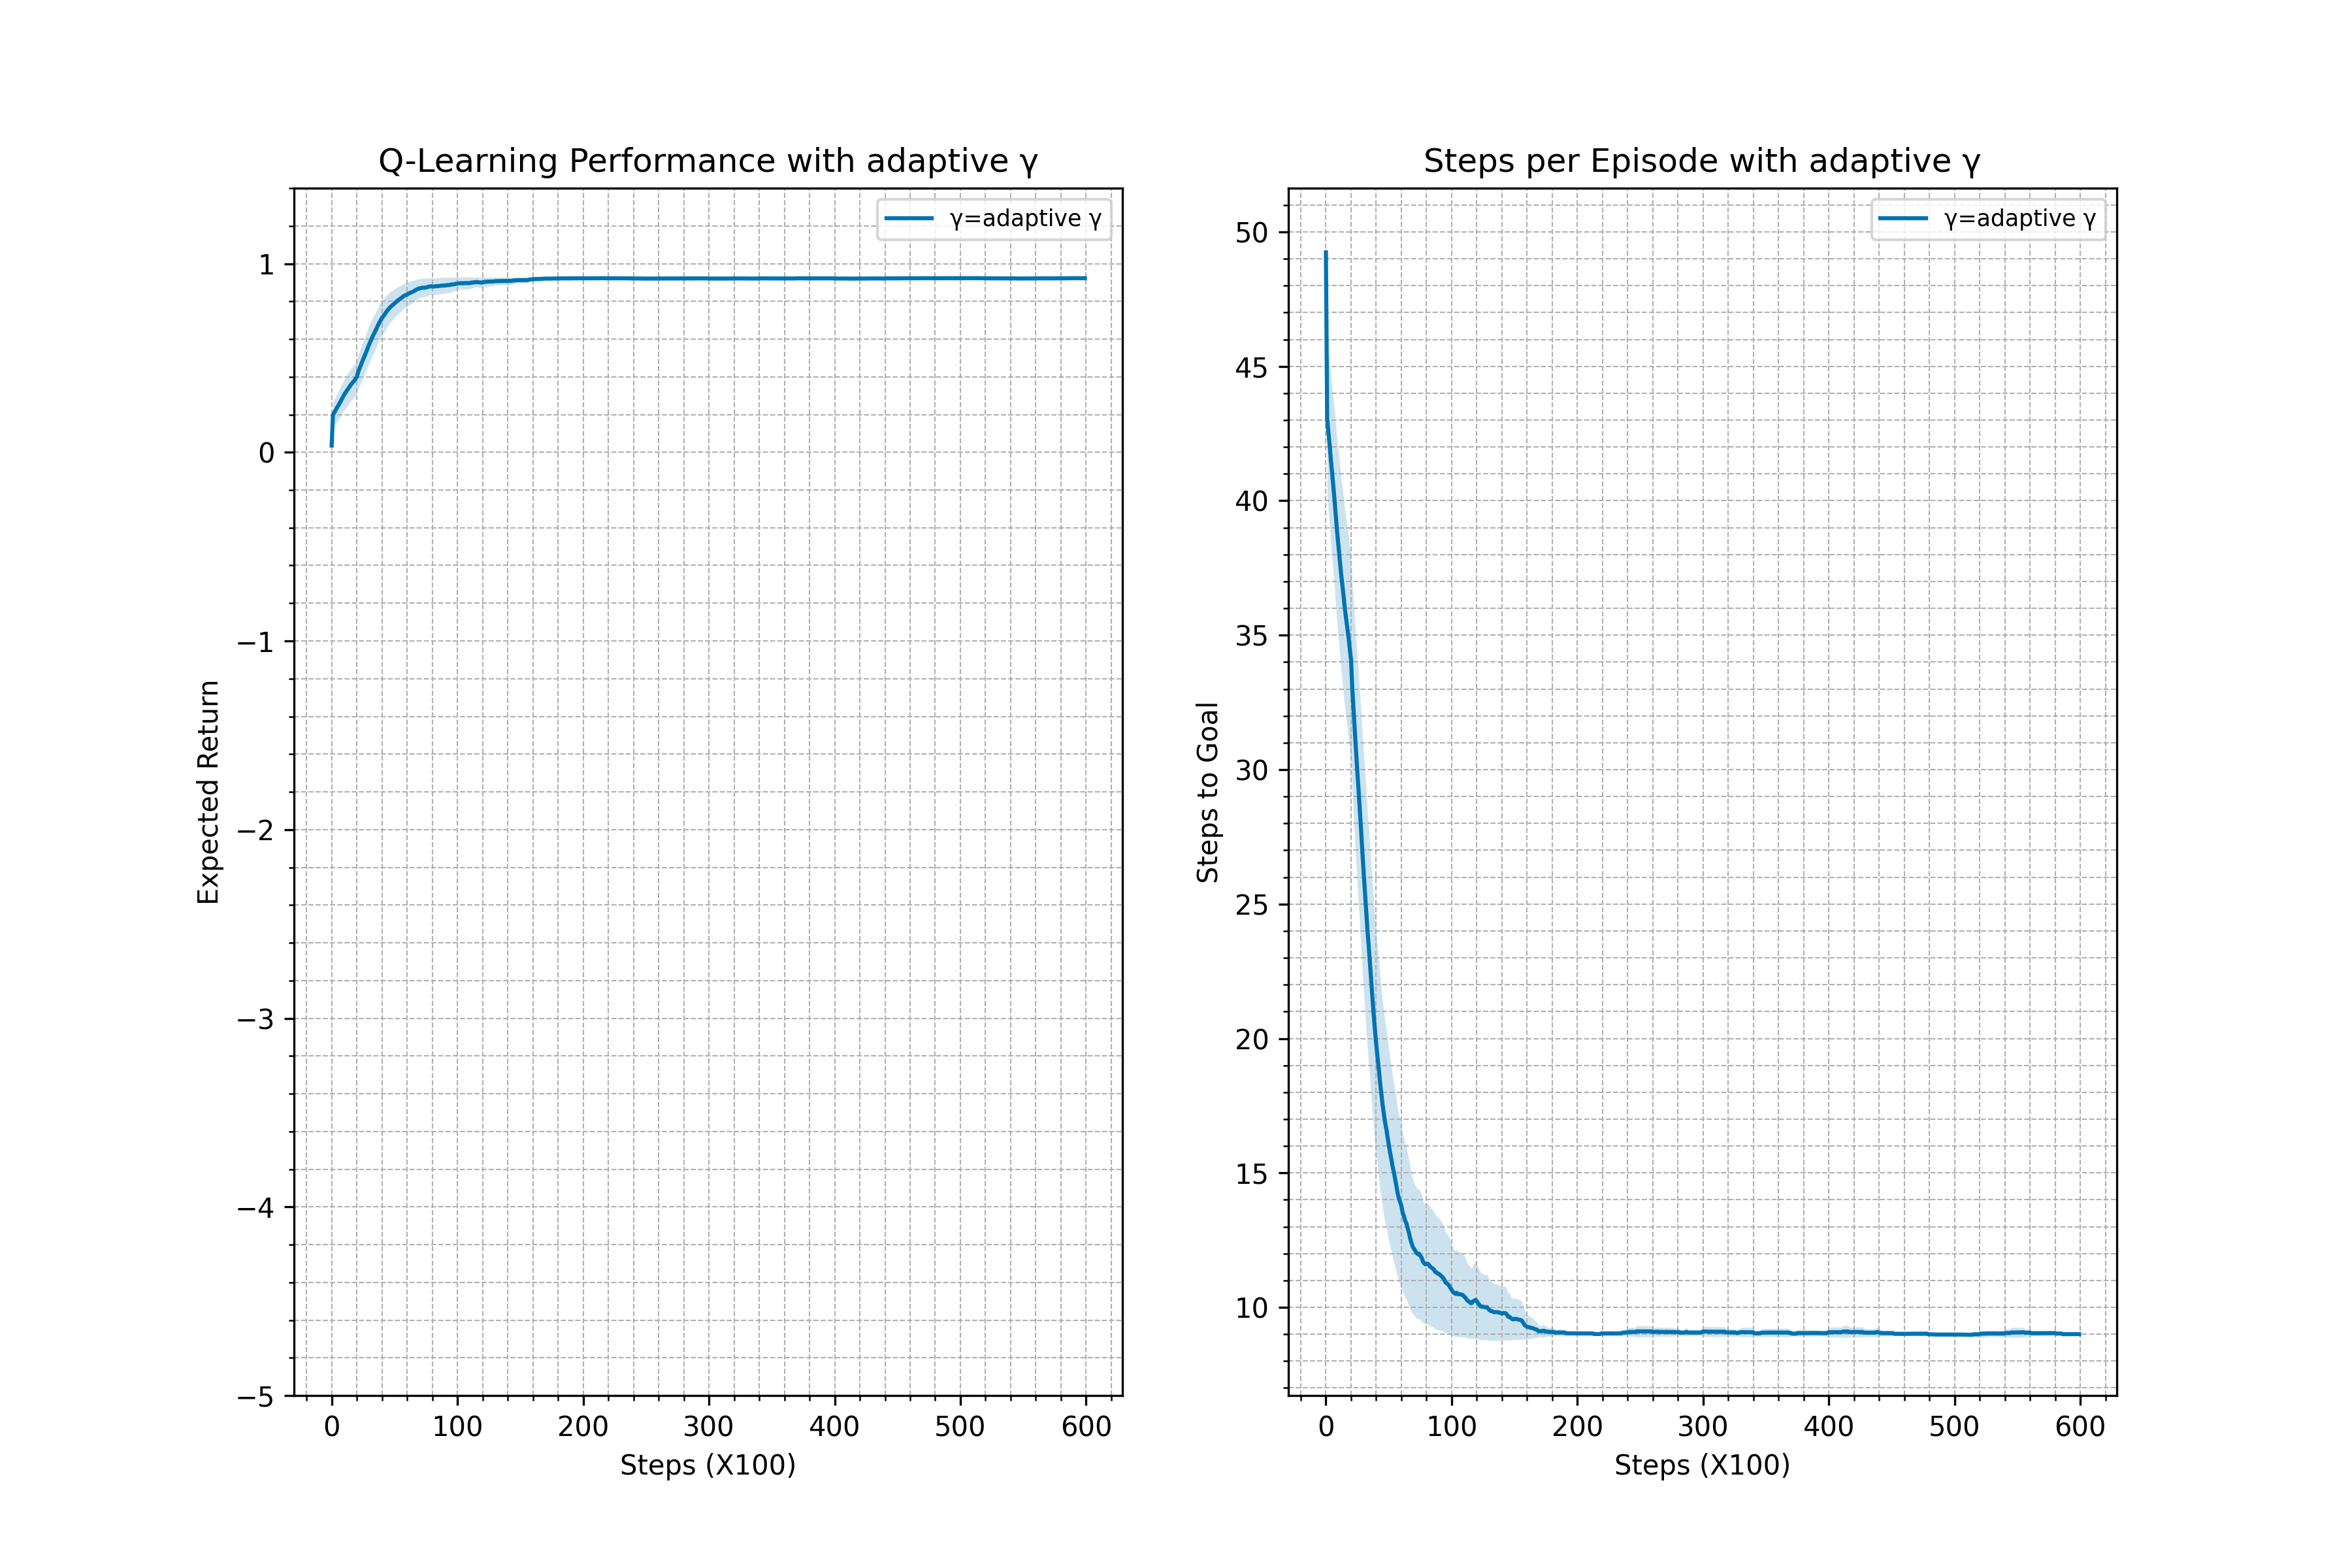 Q-Learning Performance with adaptive γ
γ=adaptive γ
Expected Return
1
0
−1
−2
−3
−4
−5
0 100 200 300 400 500 600
Steps (X100)
Steps per Episode with adaptive γ
γ=adaptive γ
Steps to Goal
50
45
40
35
30
25
20
15
10
0 100 200 300 400 500 600
Steps (X100)